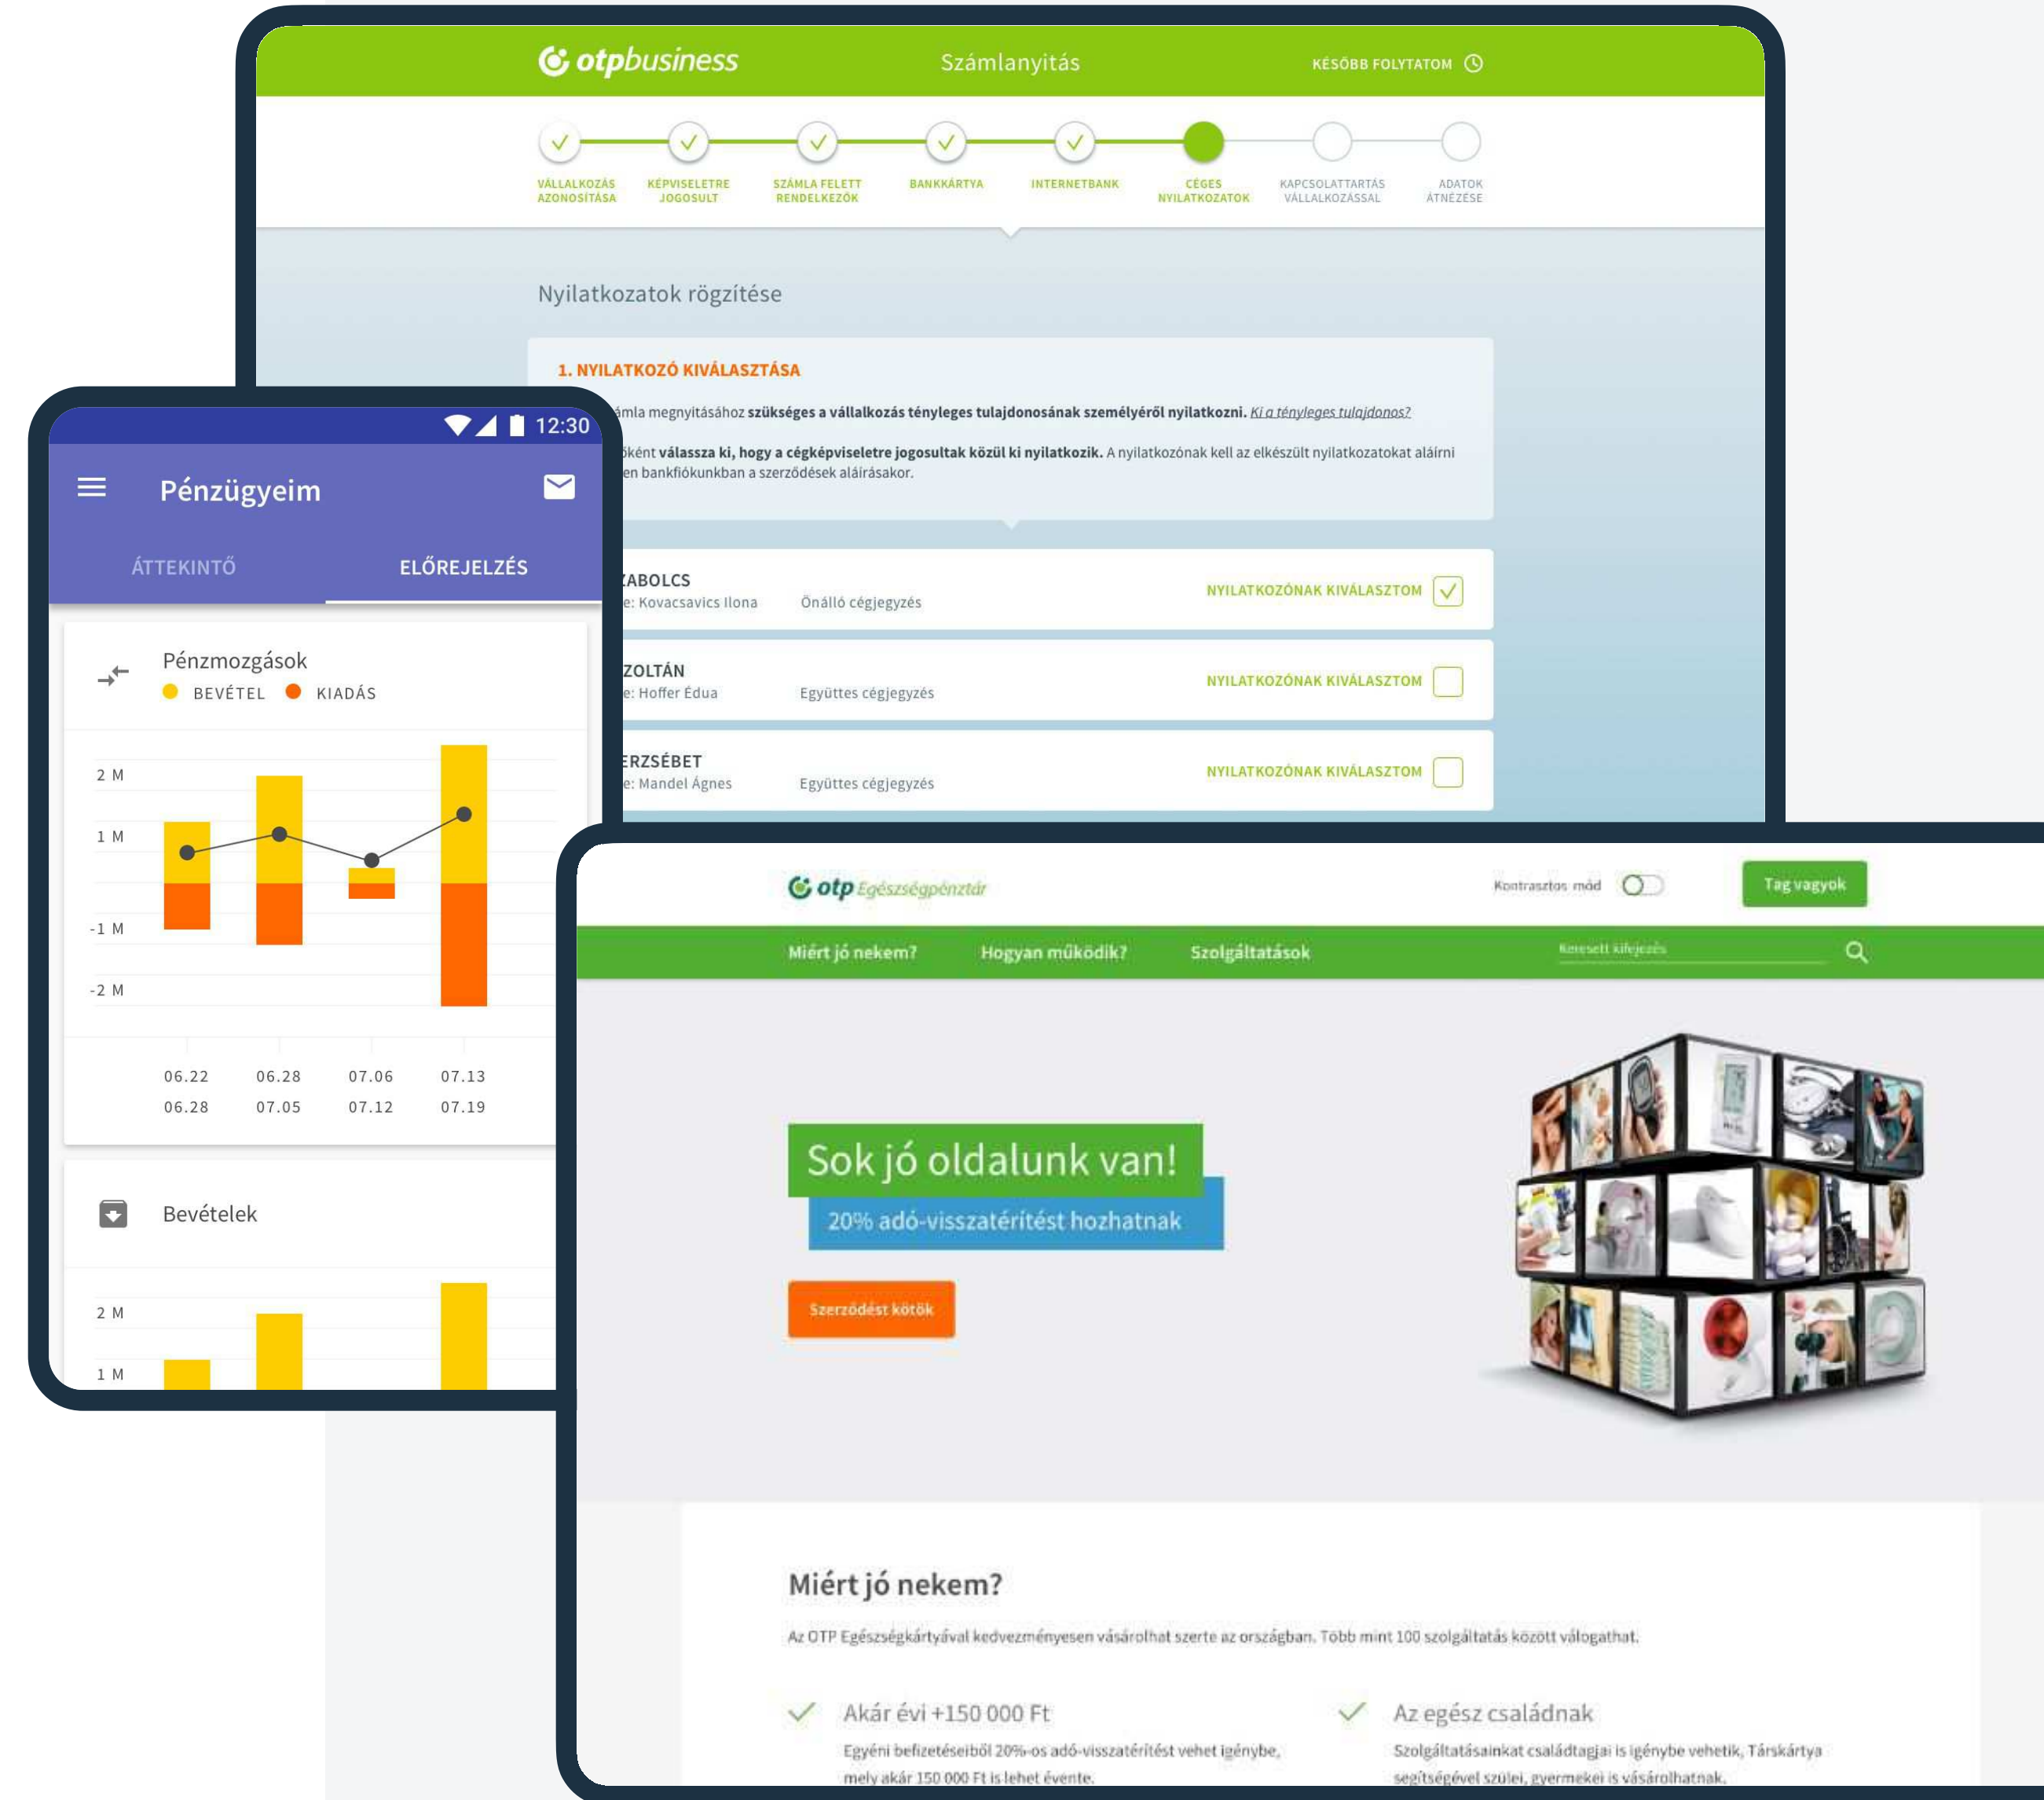 otpbusiness
Számlanyitás
KÉSŐBB FOLYTATOM
VÁLLALKOZÁS AZONOSÍTÁSA
KÉPVISELETRE JOGOSULT
SZÁMLA FELETT RENDELKEZŐK
BANKKÁRTYA
INTERNETBANK
CÉGES NYILATKOZATOK
KAPCSOLATTARTÁS VÁLLALKOZÁSSAL
ADATOK ÁTNÉZÉSE
Nyilatkozatok rögzítése
1. NYILATKOZÓ KIVÁLASZTÁSA
megnyitásához szükséges a vállalkozás tényleges tulajdonosának személyéről nyilatkozni. Ki a tényleges tulajdonos?
válassza ki, hogy a cégképviseletre jogosultak közül ki nyilatkozik. A nyilatkozónak kell az elkészült nyilatkozatokat aláírni
en bankfiókunkban a szerződések aláírásakor.
ZABOLCS
e: Kovacsavics Ilona
Önálló cégjegyzés
NYILATKOZÓNAK KIVÁLASZTOM
ZOLTÁN
e: Hoffer Édua
Együttes cégjegyzés
NYILATKOZÓNAK KIVÁLASZTOM
ERZSÉBET
e: Mandel Ágnes
Együttes cégjegyzés
NYILATKOZÓNAK KIVÁLASZTOM
12:30
Pénzügyeim
ÁTTEKINTŐ
ELŐREJELZÉS
Pénzmozgások
BEVÉTEL KIADÁS
2 M
1 M
-1 M
-2 M
06.22 06.28 07.06 07.13
06.28 07.05 07.12 07.19
Bevételek
2 M
1 M
otp Egészségpénztár
Kontrasztos mód
Tag vagyok
Miért jó nekem?
Hogyan működik?
Szolgáltatások
Keresett kifejezés
Sok jó oldalunk van!
20% adó-visszatérítést hozhatnak
Szerződést kötök
Miért jó nekem?
Az OTP Egészségkártyával kedvezményesen vásárolhat szerte az országban. Több mint 100 szolgáltatás között válogathat.
Akár évi +150 000 Ft
Egyéni befizetéseiből 20%-os adó-visszatérítést vehet igénybe,
mely akár 150 000 Ft is lehet évente.
Az egész családnak
Szolgáltatásainkat családtagjai is igénybe vehetik, Társkártya
segítségével szülei, gyermekei is vásárolhatnak.